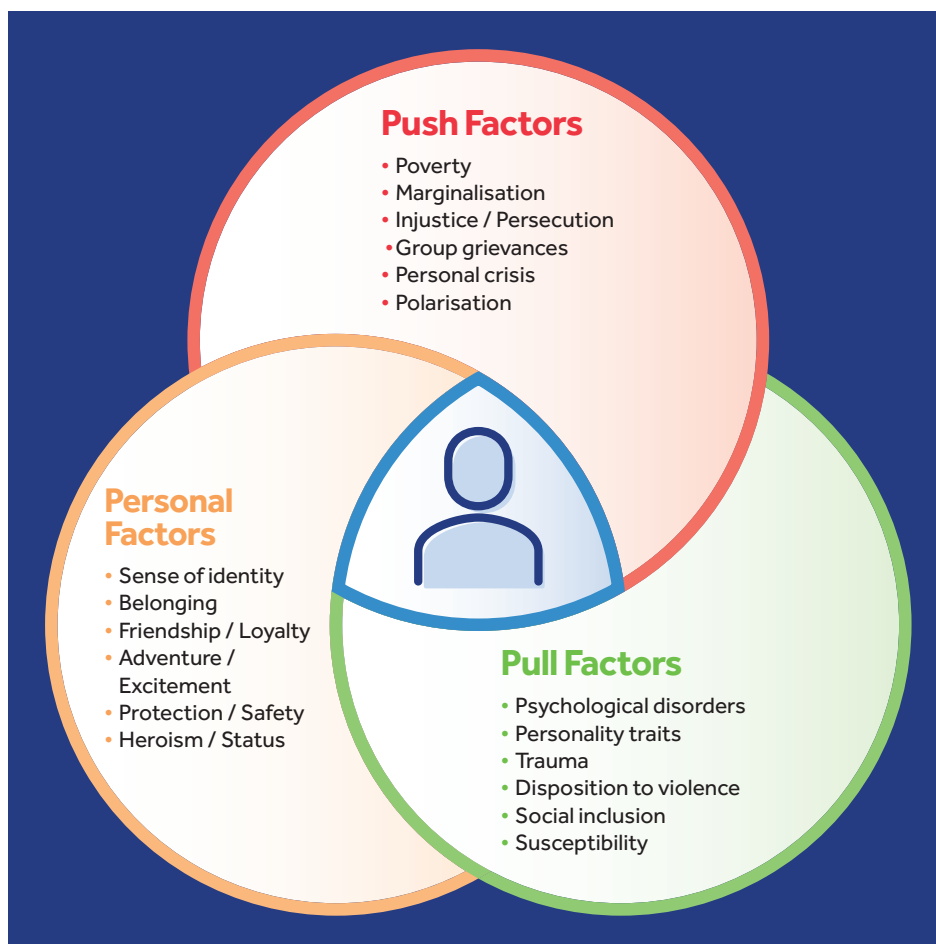 Push Factors
• Poverty
• Marginalisation
• Injustice / Persecution
• Group grievances
• Personal crisis
• Polarisation
Personal
Factors
• Sense of identity
• Belonging
• Friendship / Loyalty
• Adventure /
Excitement
• Protection / Safety
• Heroism / Status
Pull Factors
• Psychological disorders
• Personality traits
• Trauma
• Disposition to violence
• Social inclusion
• Susceptibility